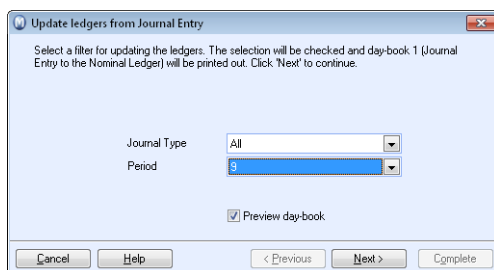 Update ledgers from Journal Entry
Select a filter for updating the ledgers. The selection will be checked and day-book 1 (Journal
Entry to the Nominal Ledger) will be printed out. Click 'Next' to continue.
Journal Type All
Period 9
Preview day-book
Cancel Help < Previous Next > Complete